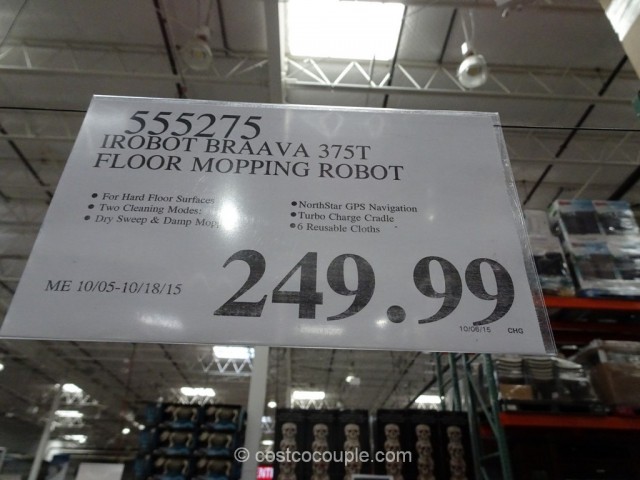 555275
IROBOT BRAAVA 375T
FLOOR MOPPING ROBOT
• For Hard Floor Surfaces
• Two Cleaning Modes:
• Dry Sweep & Damp Mopp
• NorthStar GPS Navigation
• Turbo Charge Cradle
• 6 Reusable Cloths
ME 10/05-10/18/15
249.99
10/06/15 CHG
© costcocouple.com